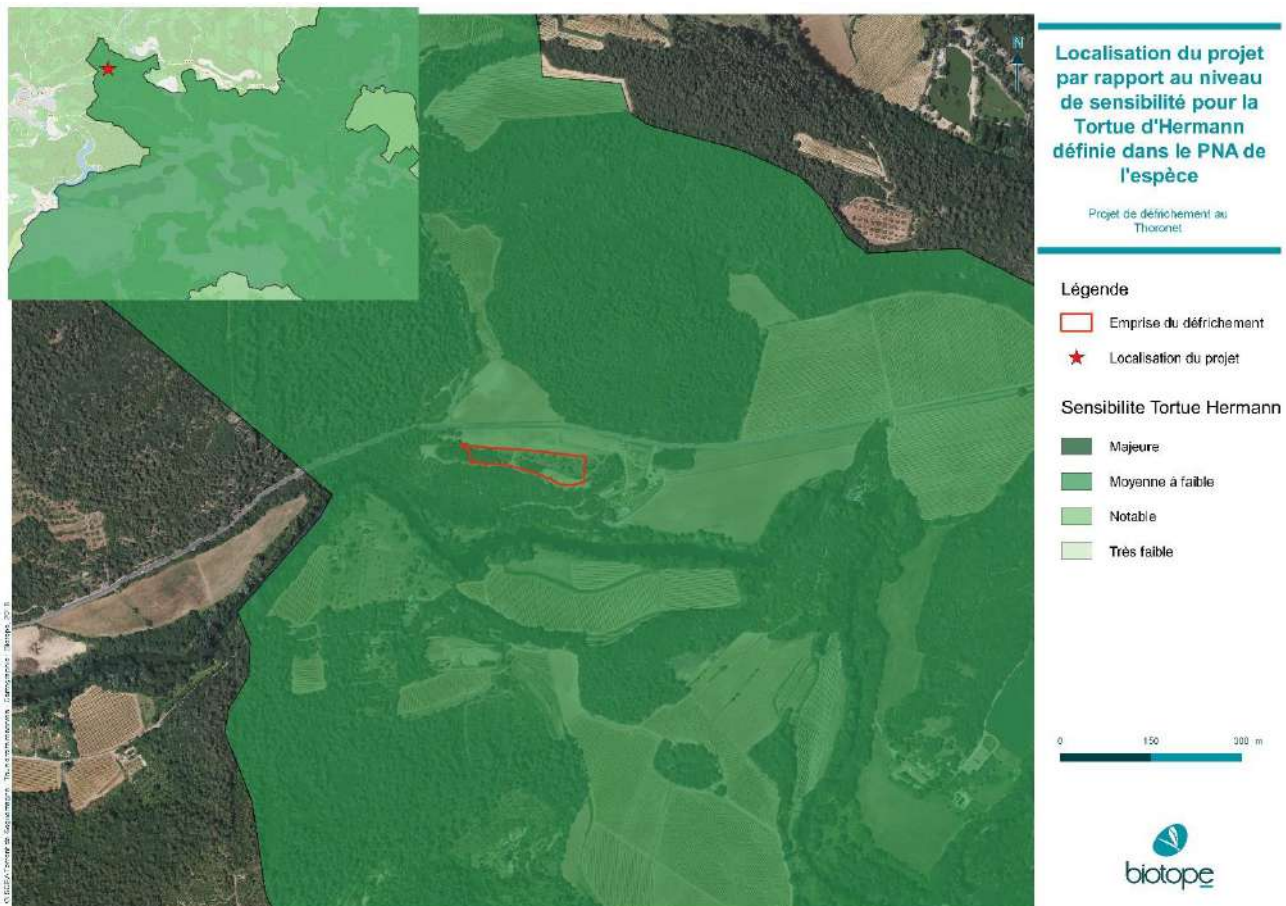 N
Localisation du projet
par rapport au niveau
de sensibilité pour la
Tortue d'Hermann
définie dans le PNA de
l'espèce
Projet de défrichement au
Thoronet
Légende
Emprise du défrichement
Localisation du projet
Sensibilite Tortue Hermann
Majeure
Moyenne à faible
Notable
Très faible
0 150 300 m
biotope